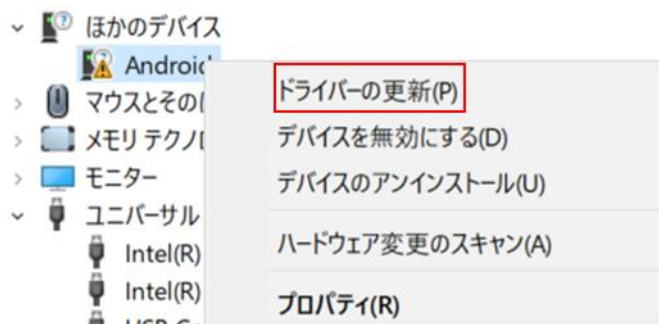 ほかのデバイス
Android
マウスとその
メモリ テクノ
モニター
ユニバーサル
Intel(R)
Intel(R)
ドライバーの更新(P)
デバイスを無効にする(D)
デバイスのアンインストール(U)
ハードウェア変更のスキャン(A)
プロパティ(R)